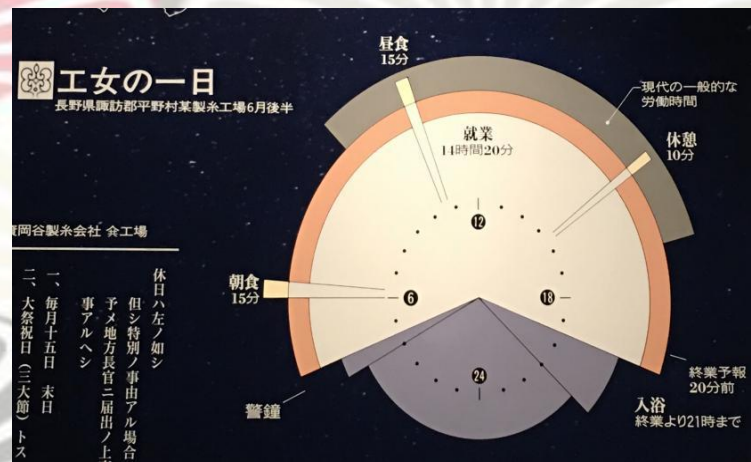 工女の一日
長野県諏訪郡平野村某製糸工場6月後半
昼食
15分
現代の一般的な
労働時間
就業
14時間20分
休憩
10分
朝食
15分
12
6
18
24
警鐘
終業予報
20分前
入浴
終業より21時まで
岡谷製糸会社
工場
休日ハ左ノ如シ
但シ特別ノ事由アル場合
予メ地方長官ニ届出ノ上
事アルヘシ
一、毎月十五日 末日
二、大祭祝日(三大節)トス